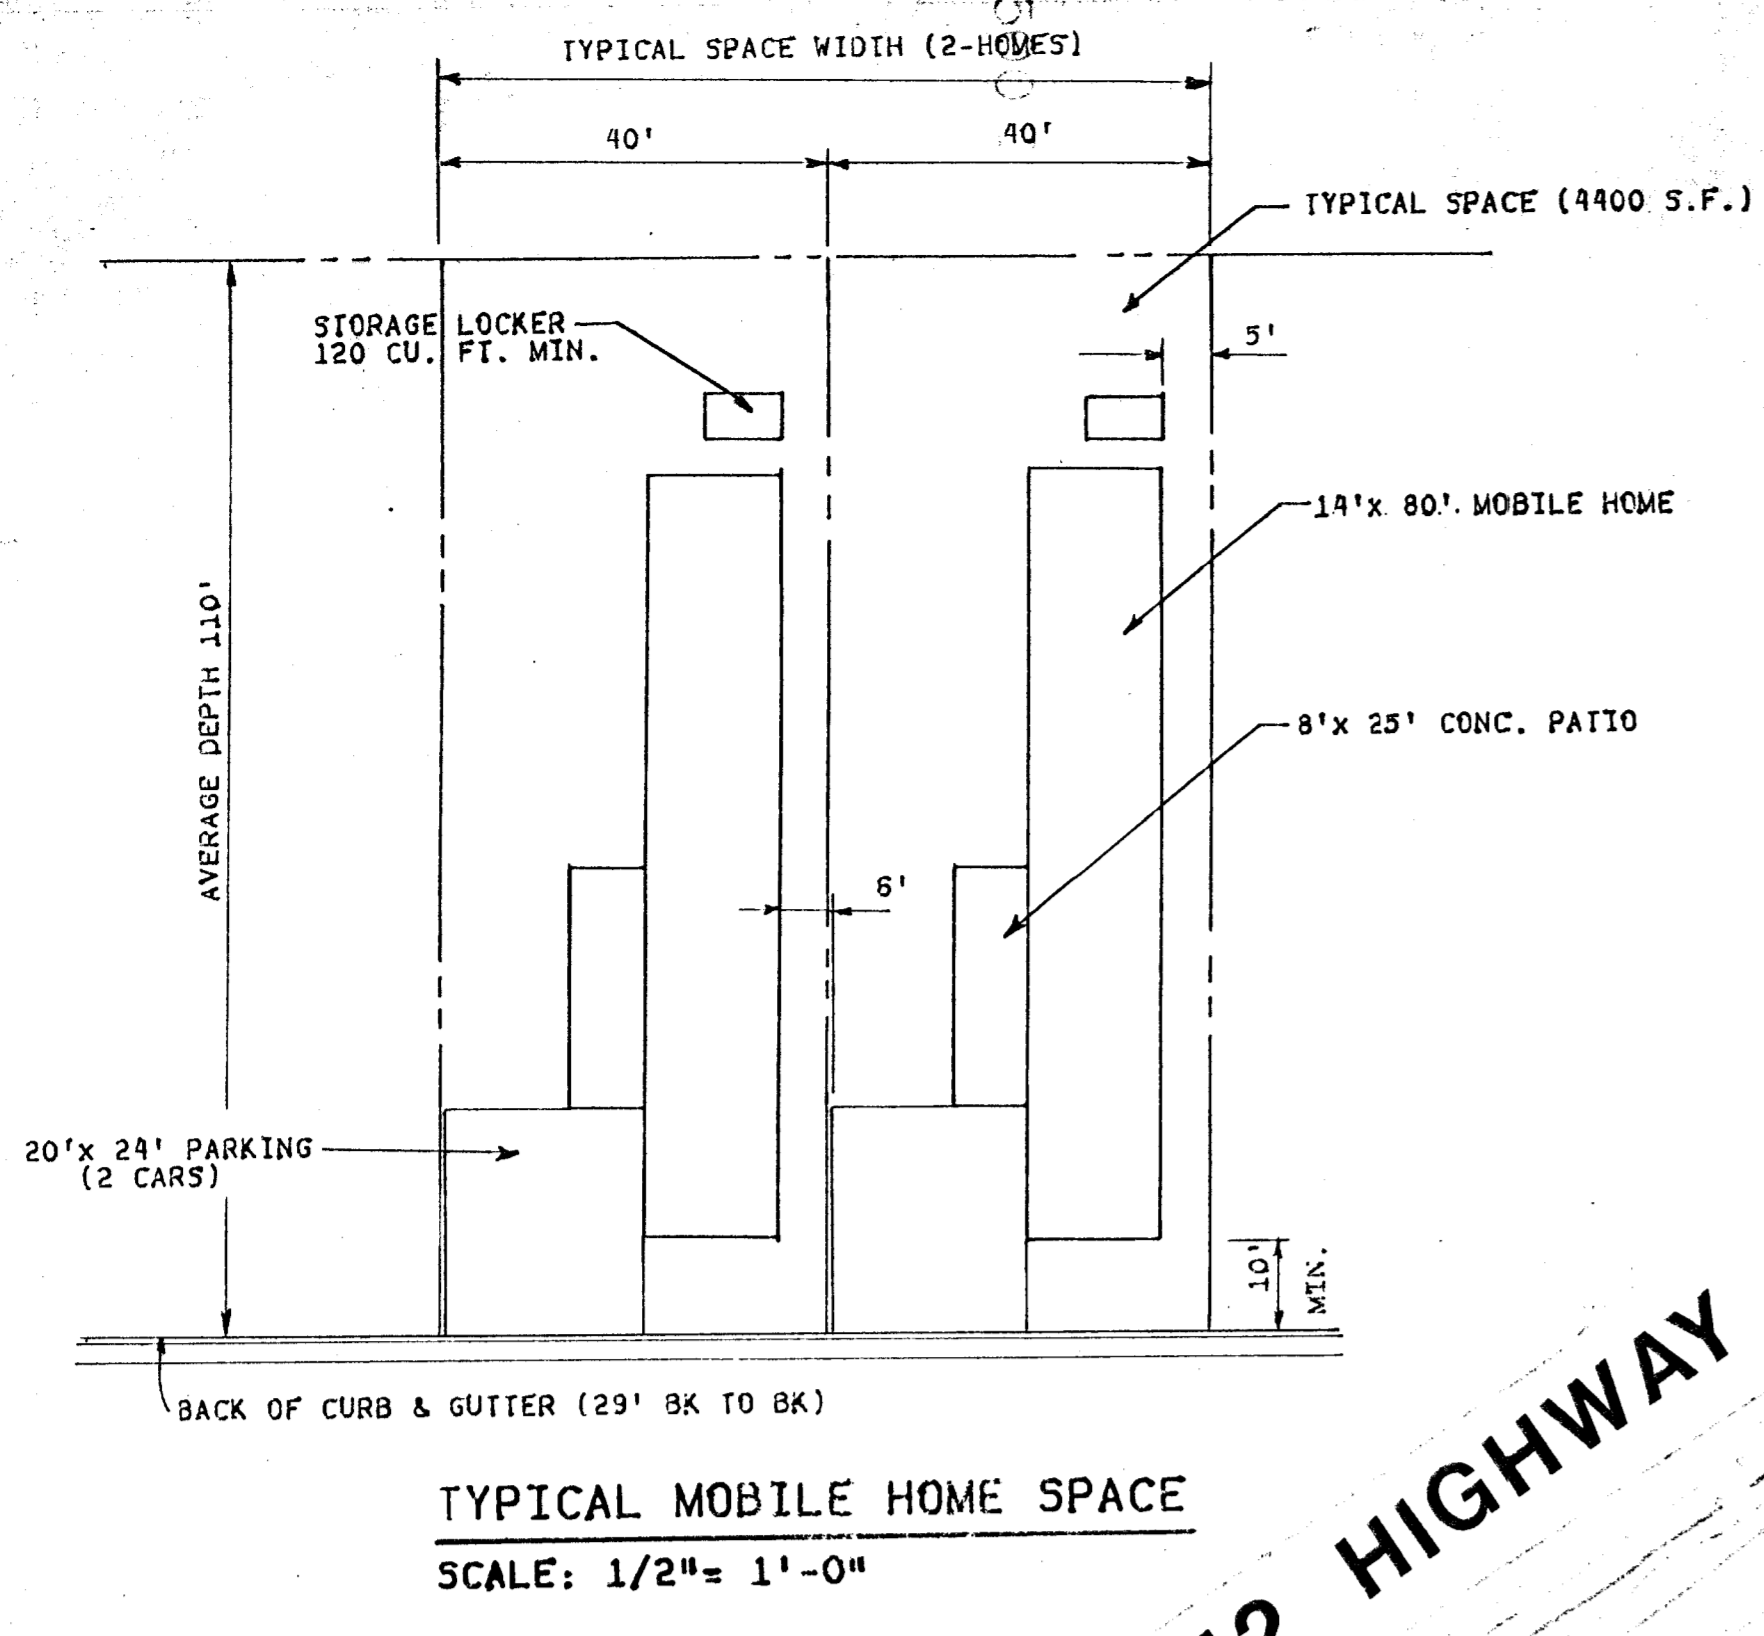 TYPICAL SPACE WIDTH (2-HOMES)
40'
40'
TYPICAL SPACE (4400 S.F.)
STORAGE LOCKER
120 CU. FT. MIN.
5'
14'x 80'. MOBILE HOME
AVERAGE DEPTH 110'
8'x 25' CONC. PATIO
6'
20'x 24' PARKING
(2 CARS)
10'
MIN.
BACK OF CURB & GUTTER (29' BK TO BK)
TYPICAL MOBILE HOME SPACE
SCALE: 1/2"= 1'-0"
HIGHWAY